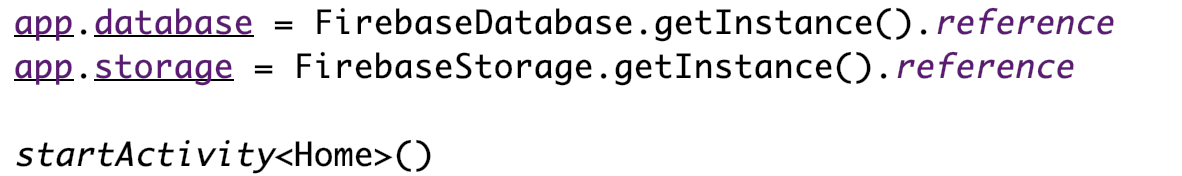 app.database = FirebaseDatabase.getInstance().reference
app.storage = FirebaseStorage.getInstance().reference
startActivity<Home>()